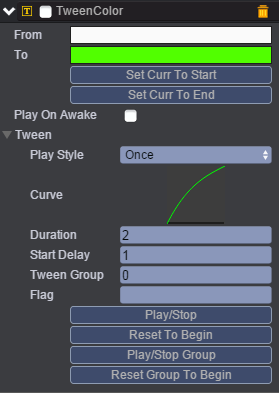 TweenColor
From
To
Set Curr To Start
Set Curr To End
Play On Awake
Tween
Play Style Once
Curve
Duration 2
Start Delay 1
Tween Group 0
Flag
Play/Stop
Reset To Begin
Play/Stop Group
Reset Group To Begin